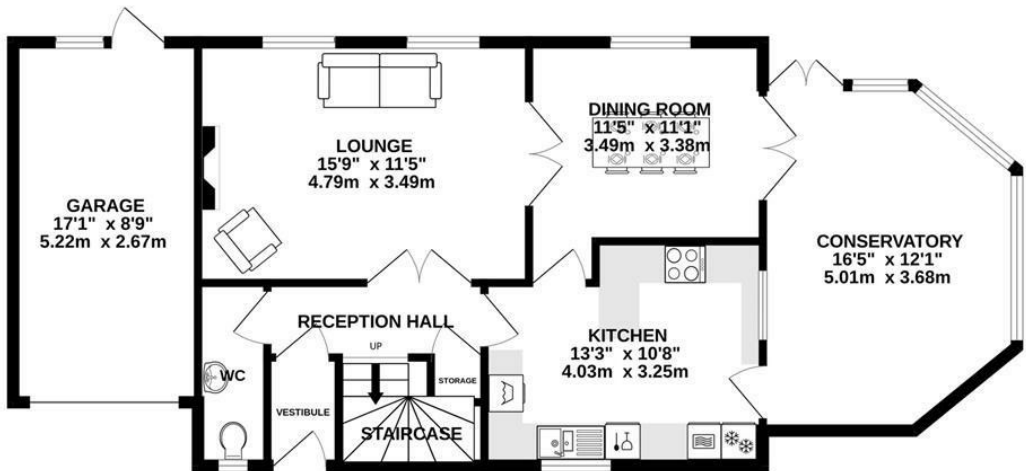 GARAGE
17'1" x 8'9"
5.22m x 2.67m
LOUNGE
15'9" x 11'5"
4.79m x 3.49m
DINING ROOM
11'5" x 11'1"
3.49m x 3.38m
CONSERVATORY
16'5" x 12'1"
5.01m x 3.68m
RECEPTION HALL
UP
KITCHEN
13'3" x 10'8"
4.03m x 3.25m
WC
STORAGE
VESTIBULE
STAIRCASE